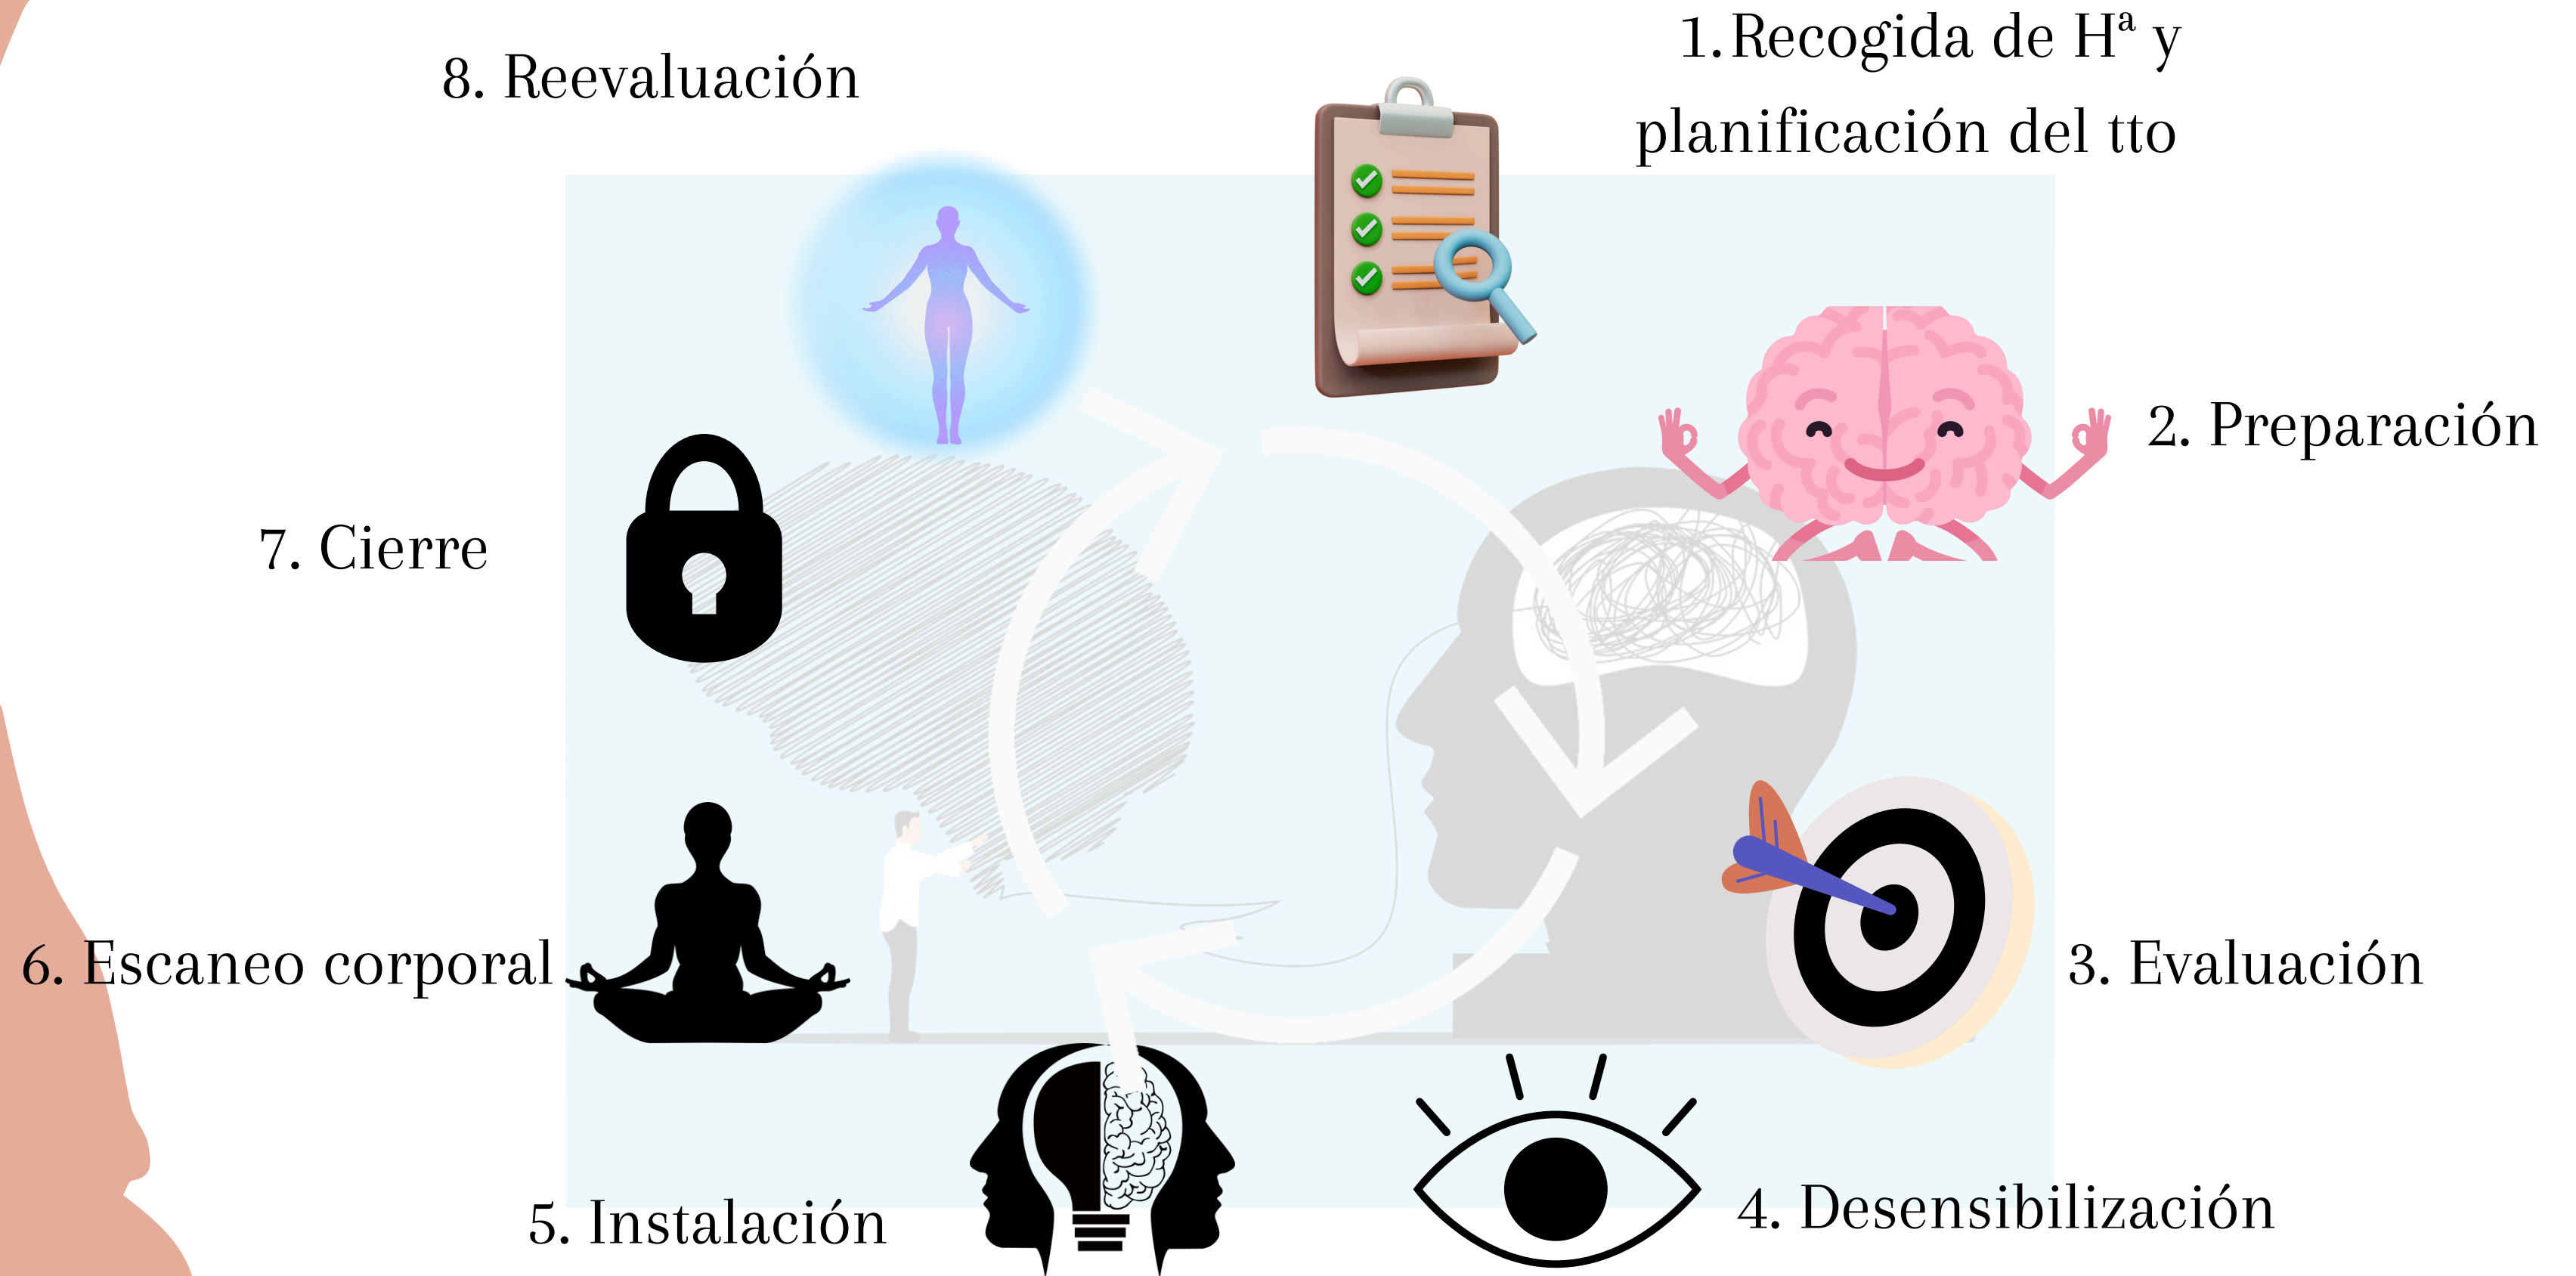 1. Recogida de Hª y
planificación del tto
2. Preparación
3. Evaluación
4. Desensibilización
5. Instalación
6. Escaneo corporal
7. Cierre
8. Reevaluación